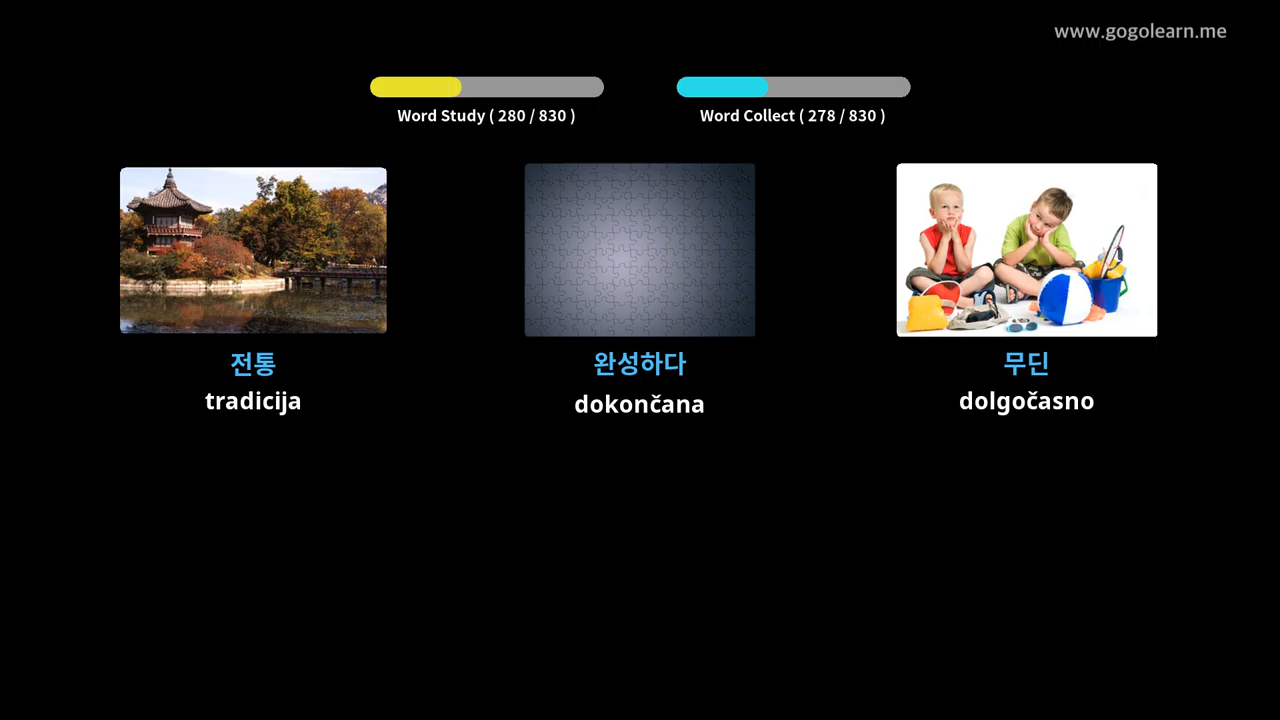 www.gogolearn.me
Word Study ( 280 / 830 )
Word Collect ( 278 / 830 )
전통
완성하다
무딘
tradicija
dokončana
dolgočasno